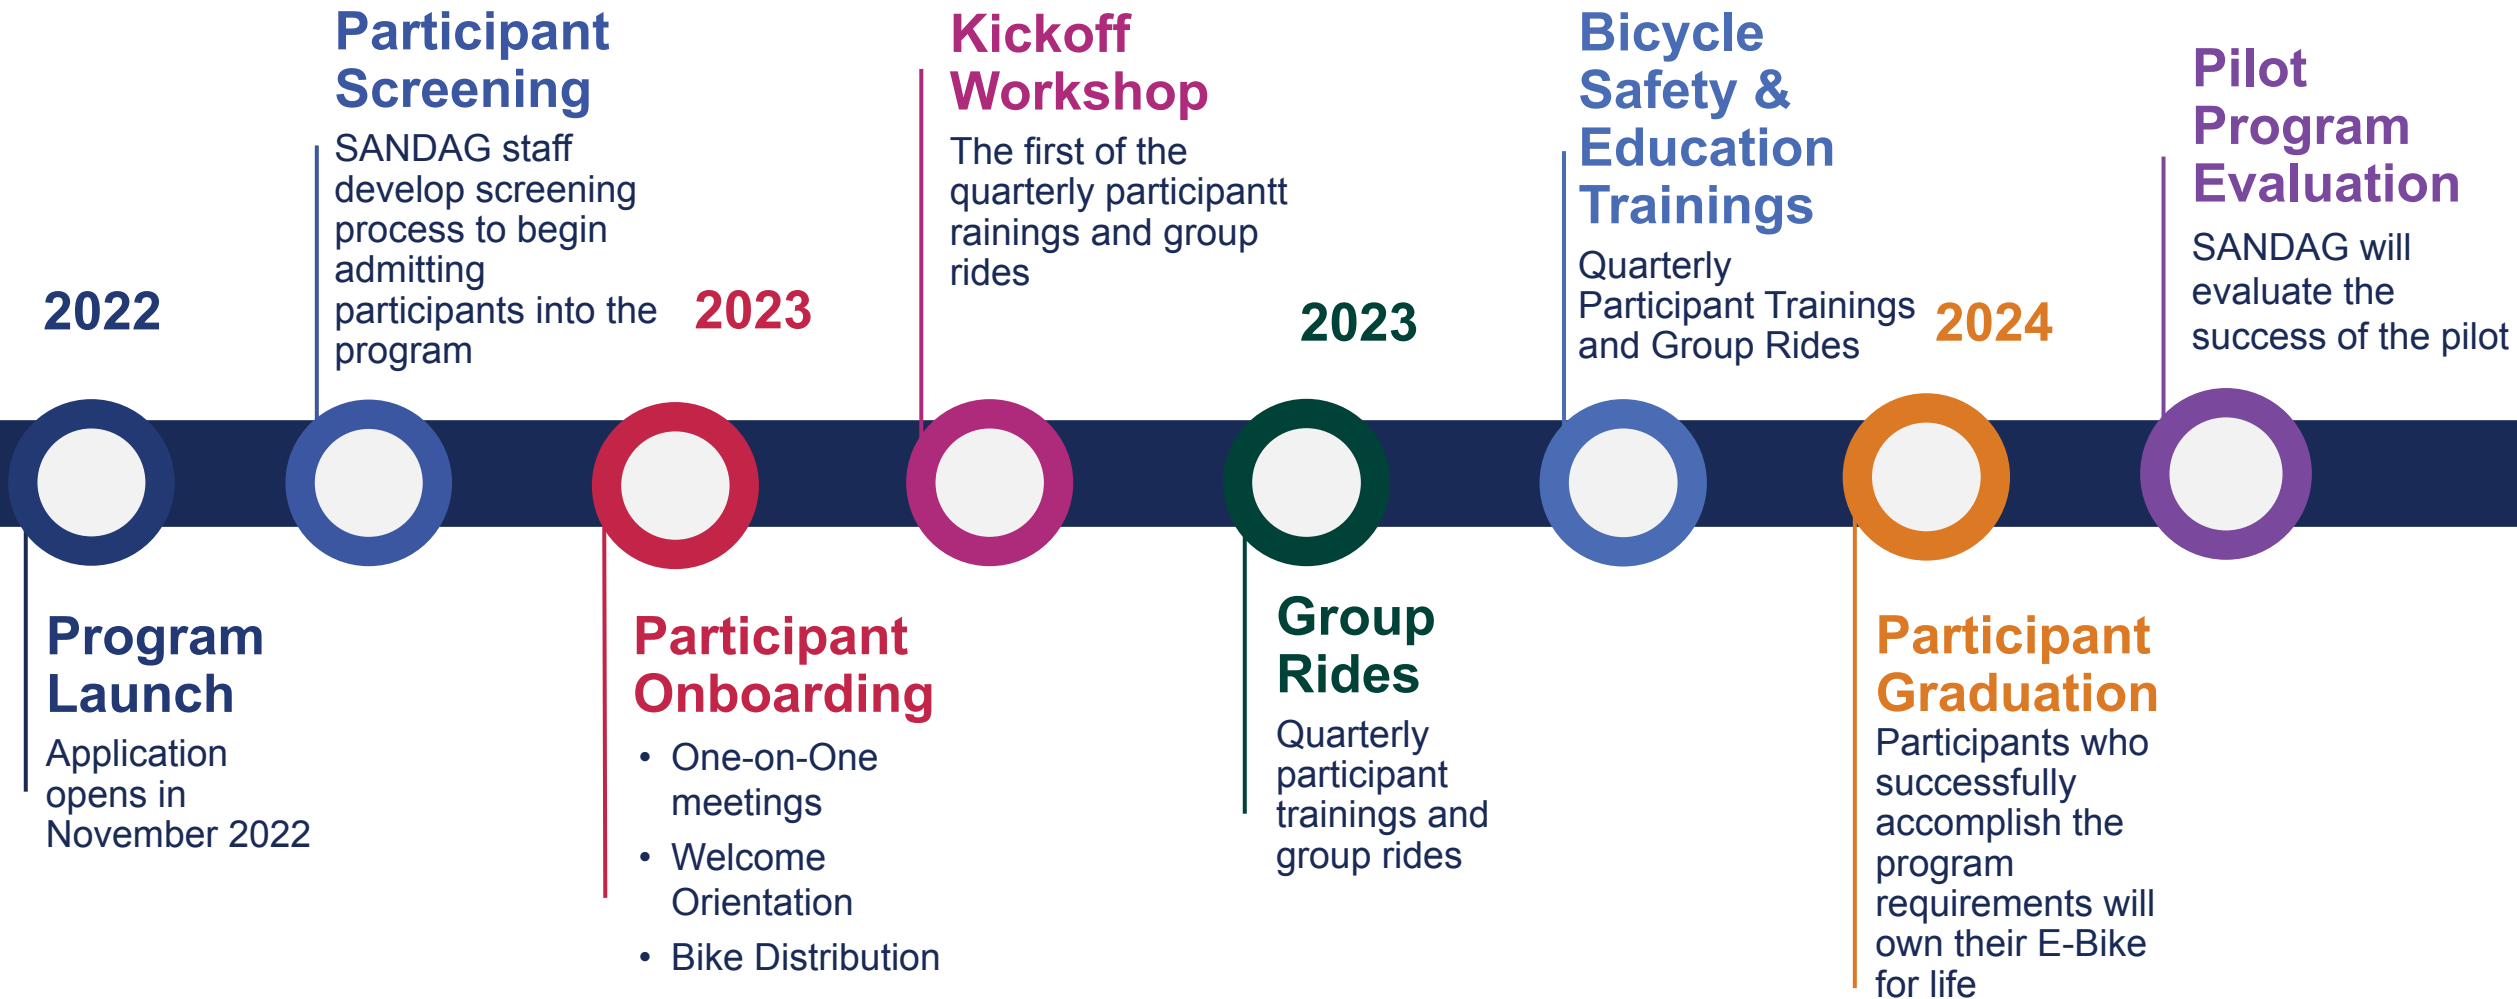 2022
Program
Launch
Application
opens in
November 2022
Participant
Screening
SANDAG staff
develop screening
process to begin
admitting
participants into the
program
2023
Participant
Onboarding
• One-on-One
meetings
• Welcome
Orientation
• Bike Distribution
Kickoff
Workshop
The first of the
quarterly participantt
rainings and group
rides
2023
Group
Rides
Quarterly
participant
trainings and
group rides
Bicycle
Safety &
Education
Trainings
Quarterly
Participant Trainings
and Group Rides
2024
Participant
Graduation
Participants who
successfully
accomplish the
program
requirements will
own their E-Bike
for life
Pilot
Program
Evaluation
SANDAG will
evaluate the
success of the pilot